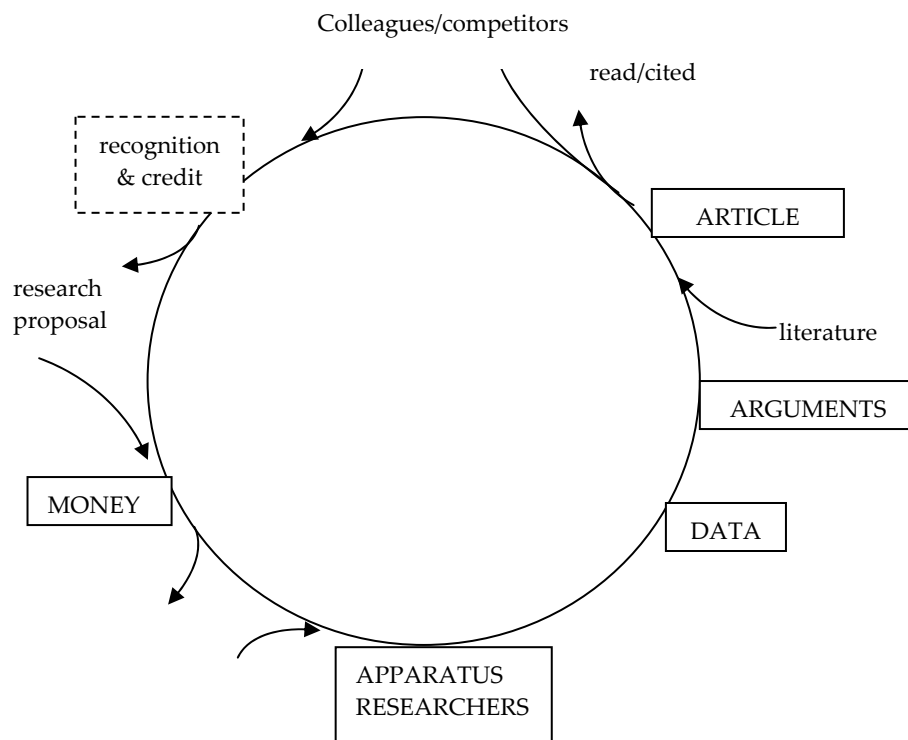 Colleagues/competitors
read/cited
recognition
& credit
ARTICLE
research
proposal
literature
ARGUMENTS
MONEY
DATA
APPARATUS
RESEARCHERS